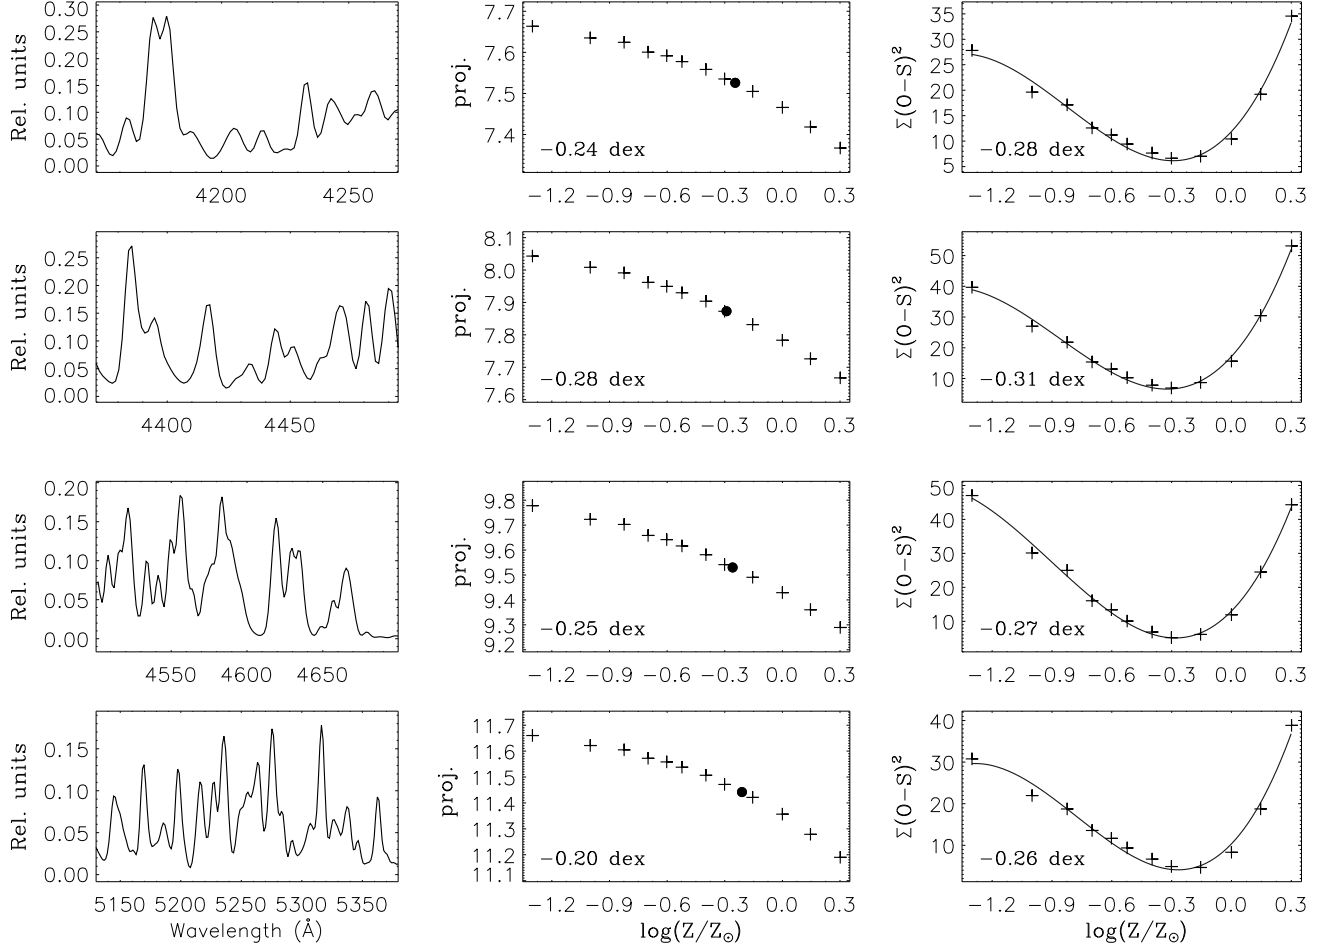 Rel. units
0.30
0.25
0.20
0.15
0.10
0.05
0.00
4200 4250
proj.
7.7
7.6
7.5
7.4
−0.24 dex
−1.2 −0.9 −0.6 −0.3 0.0 0.3
Σ(O−S)²
35
30
25
20
15
10
5
−0.28 dex
−1.2 −0.9 −0.6 −0.3 0.0 0.3
Rel. units
0.25
0.20
0.15
0.10
0.05
0.00
4400 4450
proj.
8.1
8.0
7.9
7.8
7.7
7.6
−0.28 dex
−1.2 −0.9 −0.6 −0.3 0.0 0.3
Σ(O−S)²
50
40
30
20
10
−0.31 dex
−1.2 −0.9 −0.6 −0.3 0.0 0.3
Rel. units
0.20
0.15
0.10
0.05
0.00
4550 4600 4650
proj.
9.8
9.7
9.6
9.5
9.4
9.3
9.2
−0.25 dex
−1.2 −0.9 −0.6 −0.3 0.0 0.3
Σ(O−S)²
50
40
30
20
10
−0.27 dex
−1.2 −0.9 −0.6 −0.3 0.0 0.3
Rel. units
0.15
0.10
0.05
0.00
5150 5200 5250 5300 5350
Wavelength (Å)
proj.
11.7
11.6
11.5
11.4
11.3
11.2
11.1
−0.20 dex
−1.2 −0.9 −0.6 −0.3 0.0 0.3
log(Z/Z☉)
Σ(O−S)²
40
30
20
10
−0.26 dex
−1.2 −0.9 −0.6 −0.3 0.0 0.3
log(Z/Z☉)